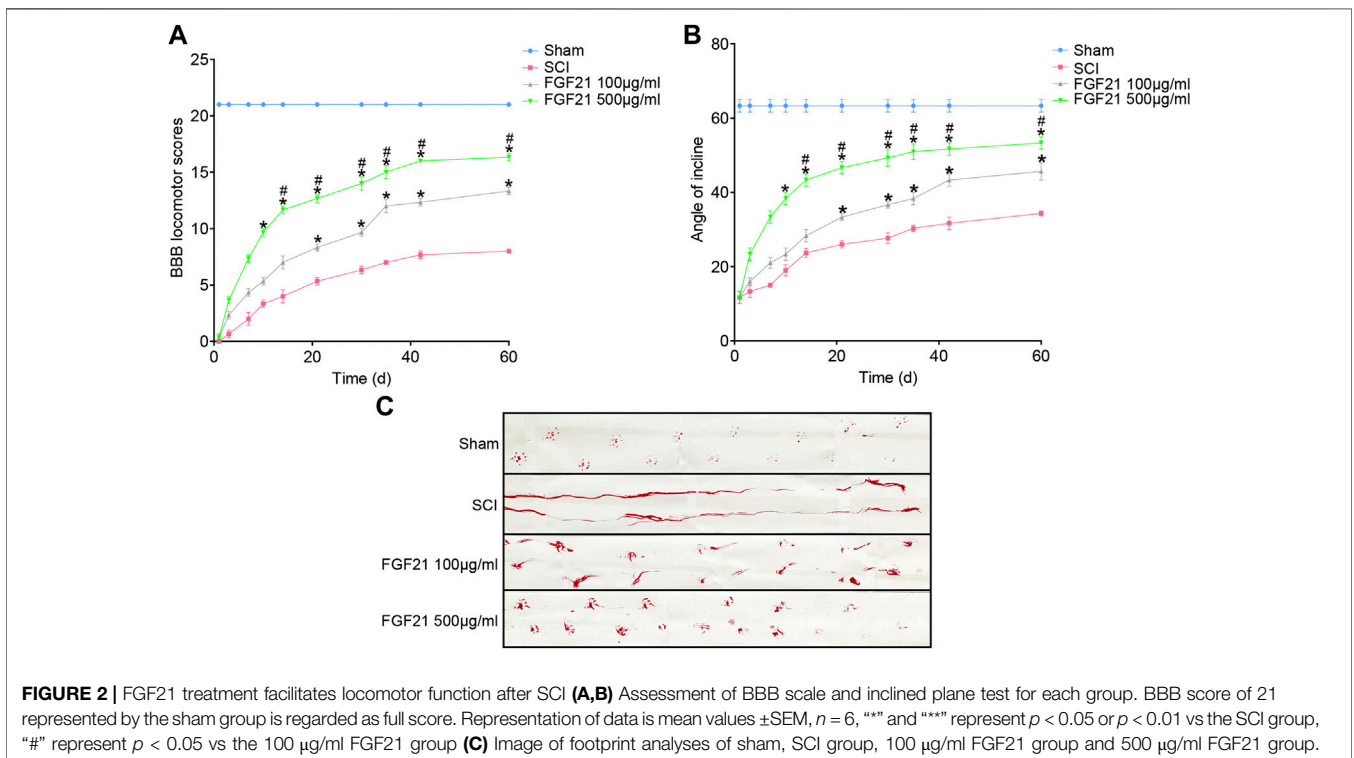 A
BBB locomotor scores
25
20
15
10
5
0
0 20 40 60
Time (d)
Sham
SCI
FGF21 100µg/ml
FGF21 500µg/ml
# # # # # #
* * * * * * *
* * * * *
B
Angle of incline
80
60
40
20
0
0 20 40 60
Time (d)
Sham
SCI
FGF21 100µg/ml
FGF21 500µg/ml
# # # # # #
* * * * * * *
* * * * *
C
Sham
SCI
FGF21 100µg/ml
FGF21 500µg/ml
FIGURE 2 | FGF21 treatment facilitates locomotor function after SCI (A,B) Assessment of BBB scale and inclined plane test for each group. BBB score of 21
represented by the sham group is regarded as full score. Representation of data is mean values ±SEM, n = 6, “*” and “**” represent p < 0.05 or p < 0.01 vs the SCI group,
“#” represent p < 0.05 vs the 100 μg/ml FGF21 group (C) Image of footprint analyses of sham, SCI group, 100 μg/ml FGF21 group and 500 μg/ml FGF21 group.